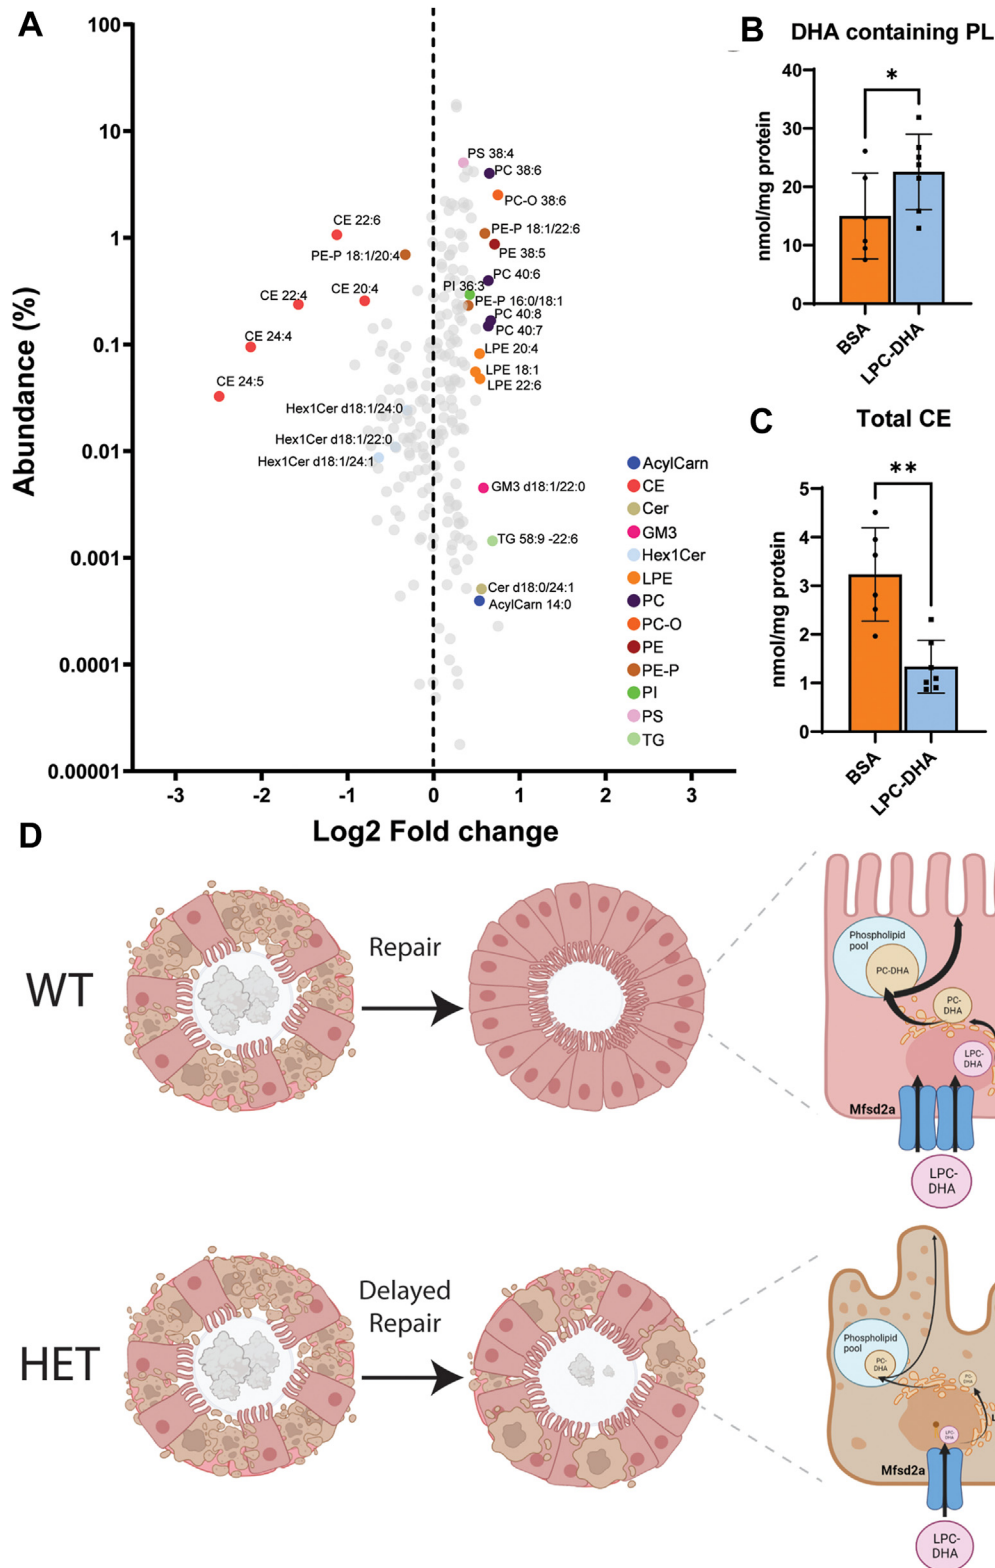 A
100
10
1
0.1
0.01
0.001
0.0001
0.00001
Abundance (%)
-3
-2
-1
0
1
2
3
Log2 Fold change
PS 38:4
PC 38:6
PC-O 38:6
CE 22:6
PE-P 18:1/22:6
PE-P 18:1/20:4
PE 38:5
PC 40:6
PI 36:3
CE 22:4
CE 20:4
PE-P 16:0/18:1
PC 40:8
PC 40:7
CE 24:4
LPE 20:4
LPE 18:1
LPE 22:6
CE 24:5
Hex1Cer d18:1/24:0
Hex1Cer d18:1/22:0
Hex1Cer d18:1/24:1
GM3 d18:1/22:0
TG 58:9 -22:6
Cer d18:0/24:1
AcylCarn 14:0
AcylCarn
CE
Cer
GM3
Hex1Cer
LPE
PC
PC-O
PE
PE-P
PI
PS
TG
B
DHA containing PL
*
40
30
20
10
0
nmol/mg protein
BSA
LPC-DHA
C
Total CE
**
5
4
3
2
1
0
nmol/mg protein
BSA
LPC-DHA
D
WT
Repair
Phospholipid
pool
PC-DHA
PC-
DHA
LPC-
DHA
Mfsd2a
LPC-
DHA
HET
Delayed
Repair
Phospholipid
pool
PC-
DHA
PC-
DHA
LPC-
DHA
Mfsd2a
LPC-
DHA